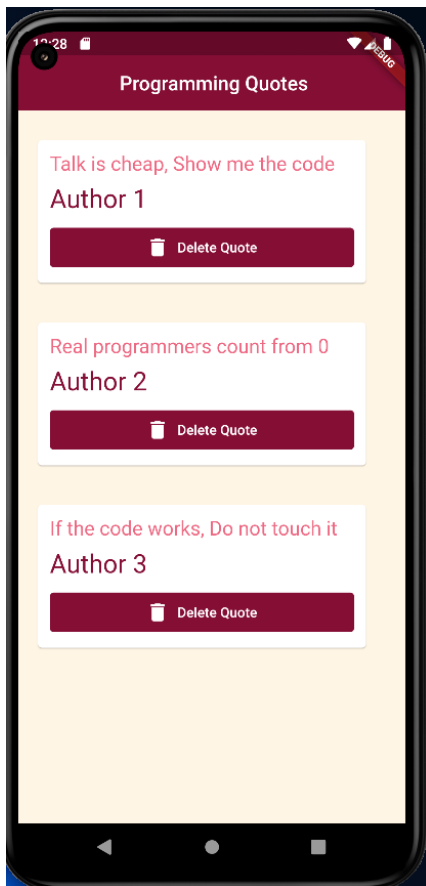 12:28
DEBUG
Programming Quotes
Talk is cheap, Show me the code
Author 1
Delete Quote
Real programmers count from 0
Author 2
Delete Quote
If the code works, Do not touch it
Author 3
Delete Quote